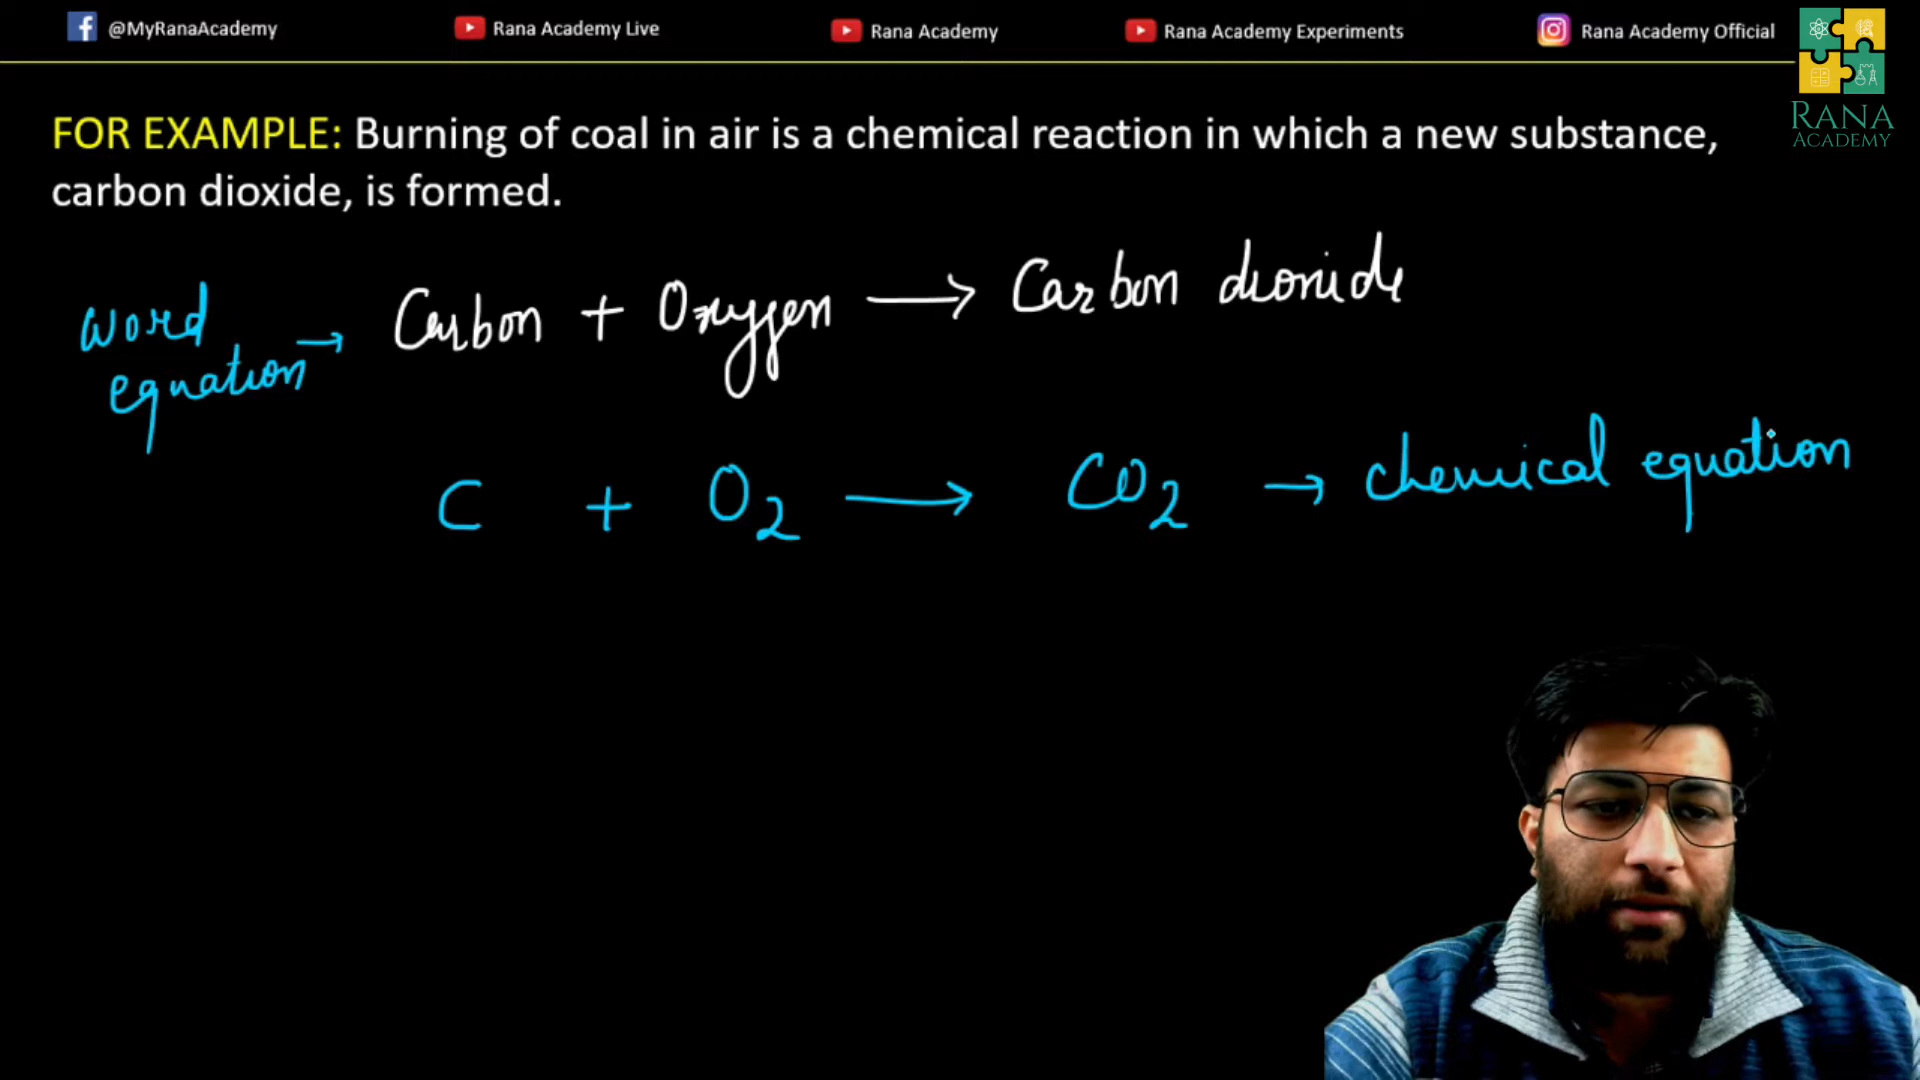 @MyRanaAcademy
Rana Academy Live
Rana Academy
Rana Academy Experiments
Rana Academy Official
RANA
ACADEMY
FOR EXAMPLE: Burning of coal in air is a chemical reaction in which a new substance,
carbon dioxide, is formed.
word
equation →
Carbon + Oxygen → Carbon dioxide
C + O₂ → CO₂ → chemical equation